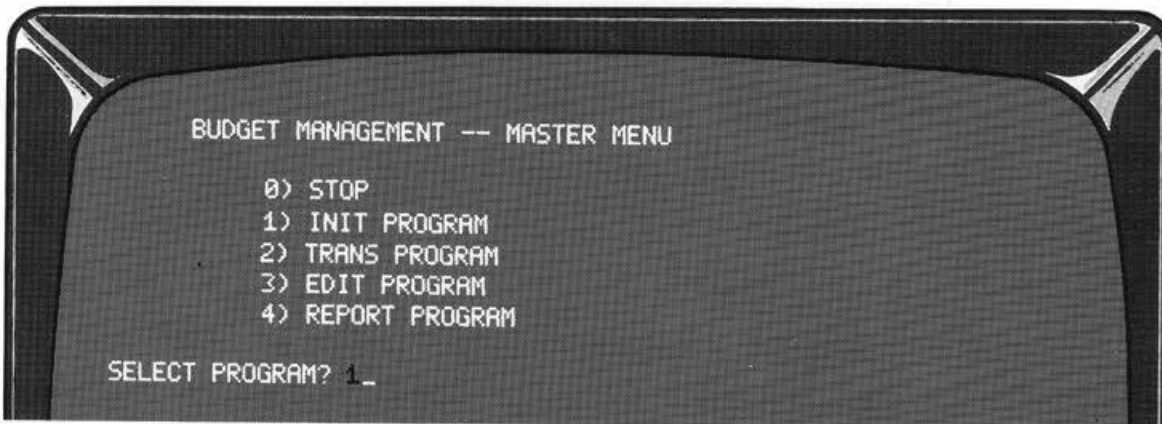 BUDGET MANAGEMENT -- MASTER MENU
0) STOP
1) INIT PROGRAM
2) TRANS PROGRAM
3) EDIT PROGRAM
4) REPORT PROGRAM
SELECT PROGRAM? 1_